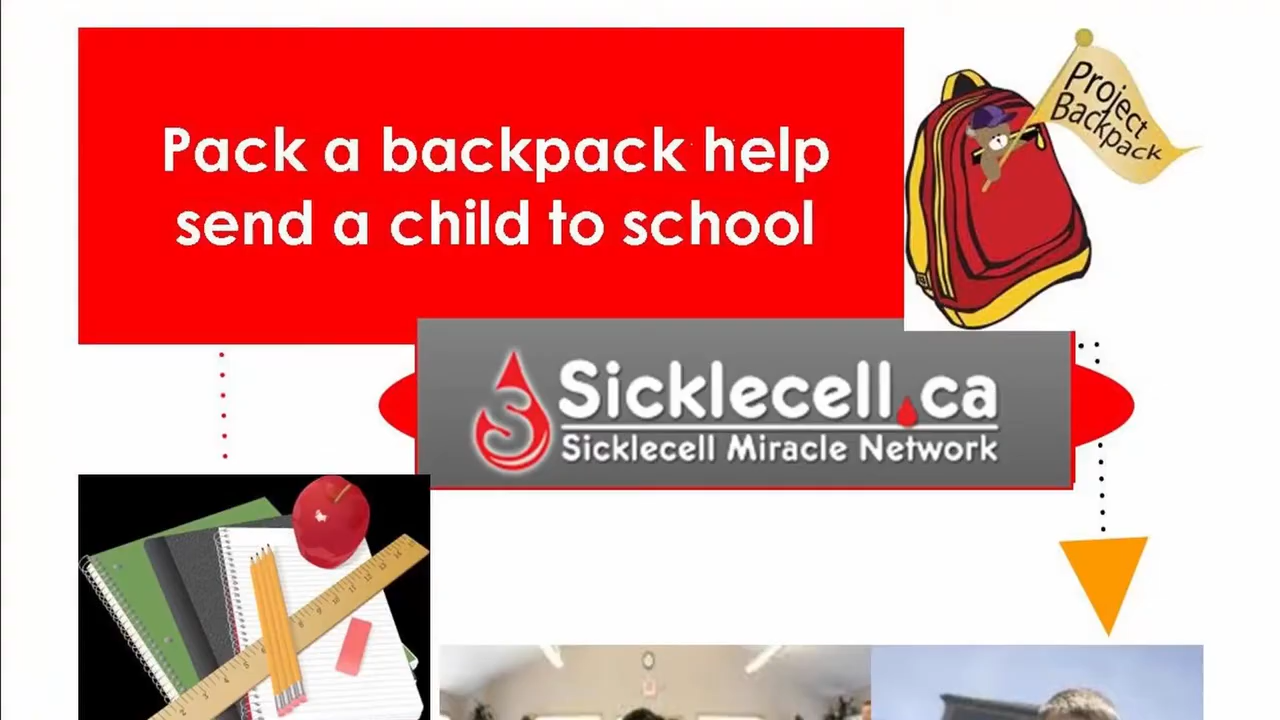 Pack a backpack help
send a child to school
Project
Backpack
Sicklecell.ca
Sicklecell Miracle Network